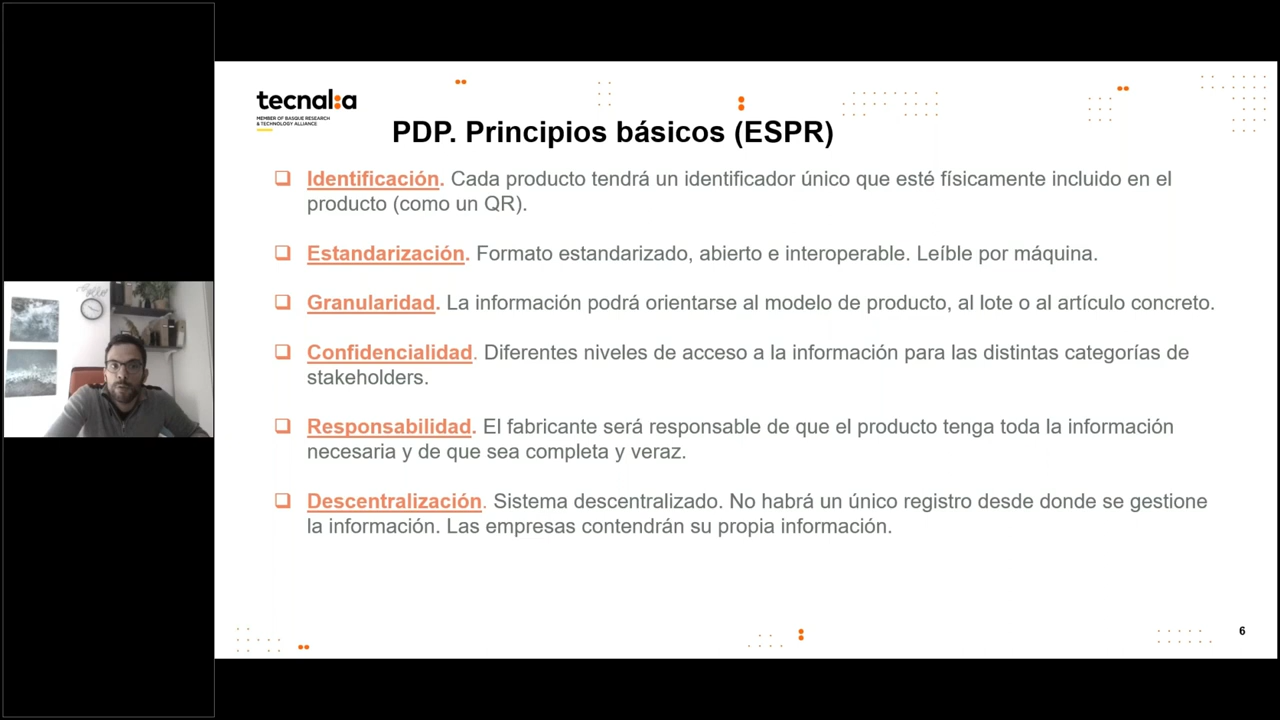 tecnal:a
MEMBER OF BASQUE RESEARCH
& TECHNOLOGY ALLIANCE
PDP. Principios básicos (ESPR)
❑ Identificación. Cada producto tendrá un identificador único que esté físicamente incluido en el
producto (como un QR).
❑ Estandarización. Formato estandarizado, abierto e interoperable. Leíble por máquina.
❑ Granularidad. La información podrá orientarse al modelo de producto, al lote o al artículo concreto.
❑ Confidencialidad. Diferentes niveles de acceso a la información para las distintas categorías de
stakeholders.
❑ Responsabilidad. El fabricante será responsable de que el producto tenga toda la información
necesaria y de que sea completa y veraz.
❑ Descentralización. Sistema descentralizado. No habrá un único registro desde donde se gestione
la información. Las empresas contendrán su propia información.
6